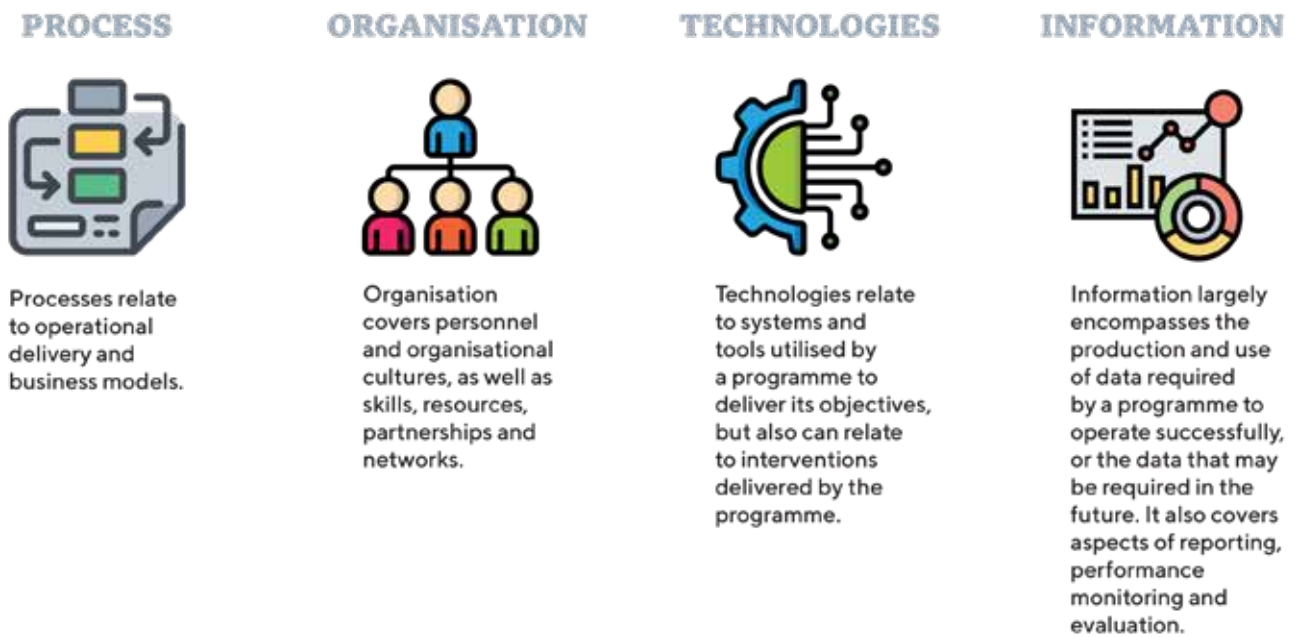 PROCESS
ORGANISATION
TECHNOLOGIES
INFORMATION
Processes relate
to operational
delivery and
business models.
Organisation
covers personnel
and organisational
cultures, as well as
skills, resources,
partnerships and
networks.
Technologies relate
to systems and
tools utilised by
a programme to
deliver its objectives,
but also can relate
to interventions
delivered by the
programme.
Information largely
encompasses the
production and use
of data required
by a programme to
operate successfully,
or the data that may
be required in the
future. It also covers
aspects of reporting,
performance
monitoring and
evaluation.